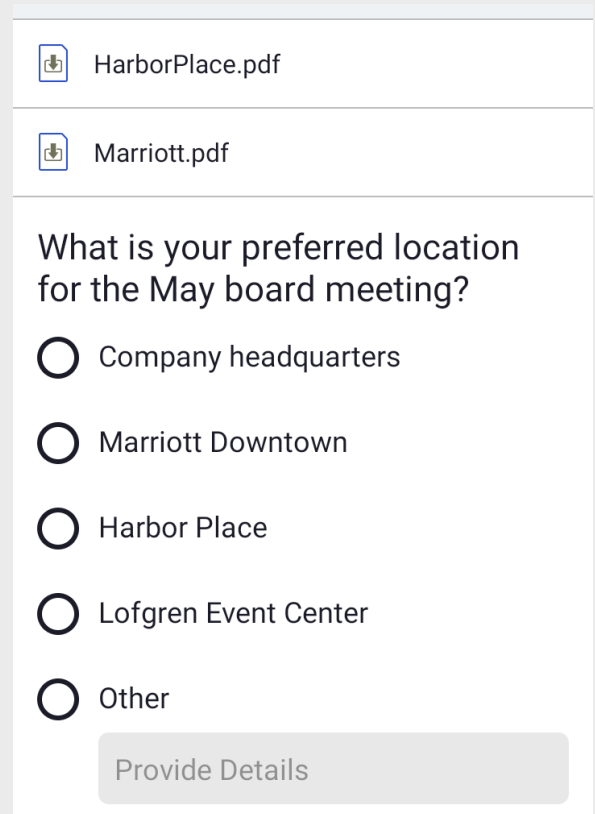 HarborPlace.pdf
Marriott.pdf
What is your preferred location
for the May board meeting?
Company headquarters
Marriott Downtown
Harbor Place
Lofgren Event Center
Other
Provide Details